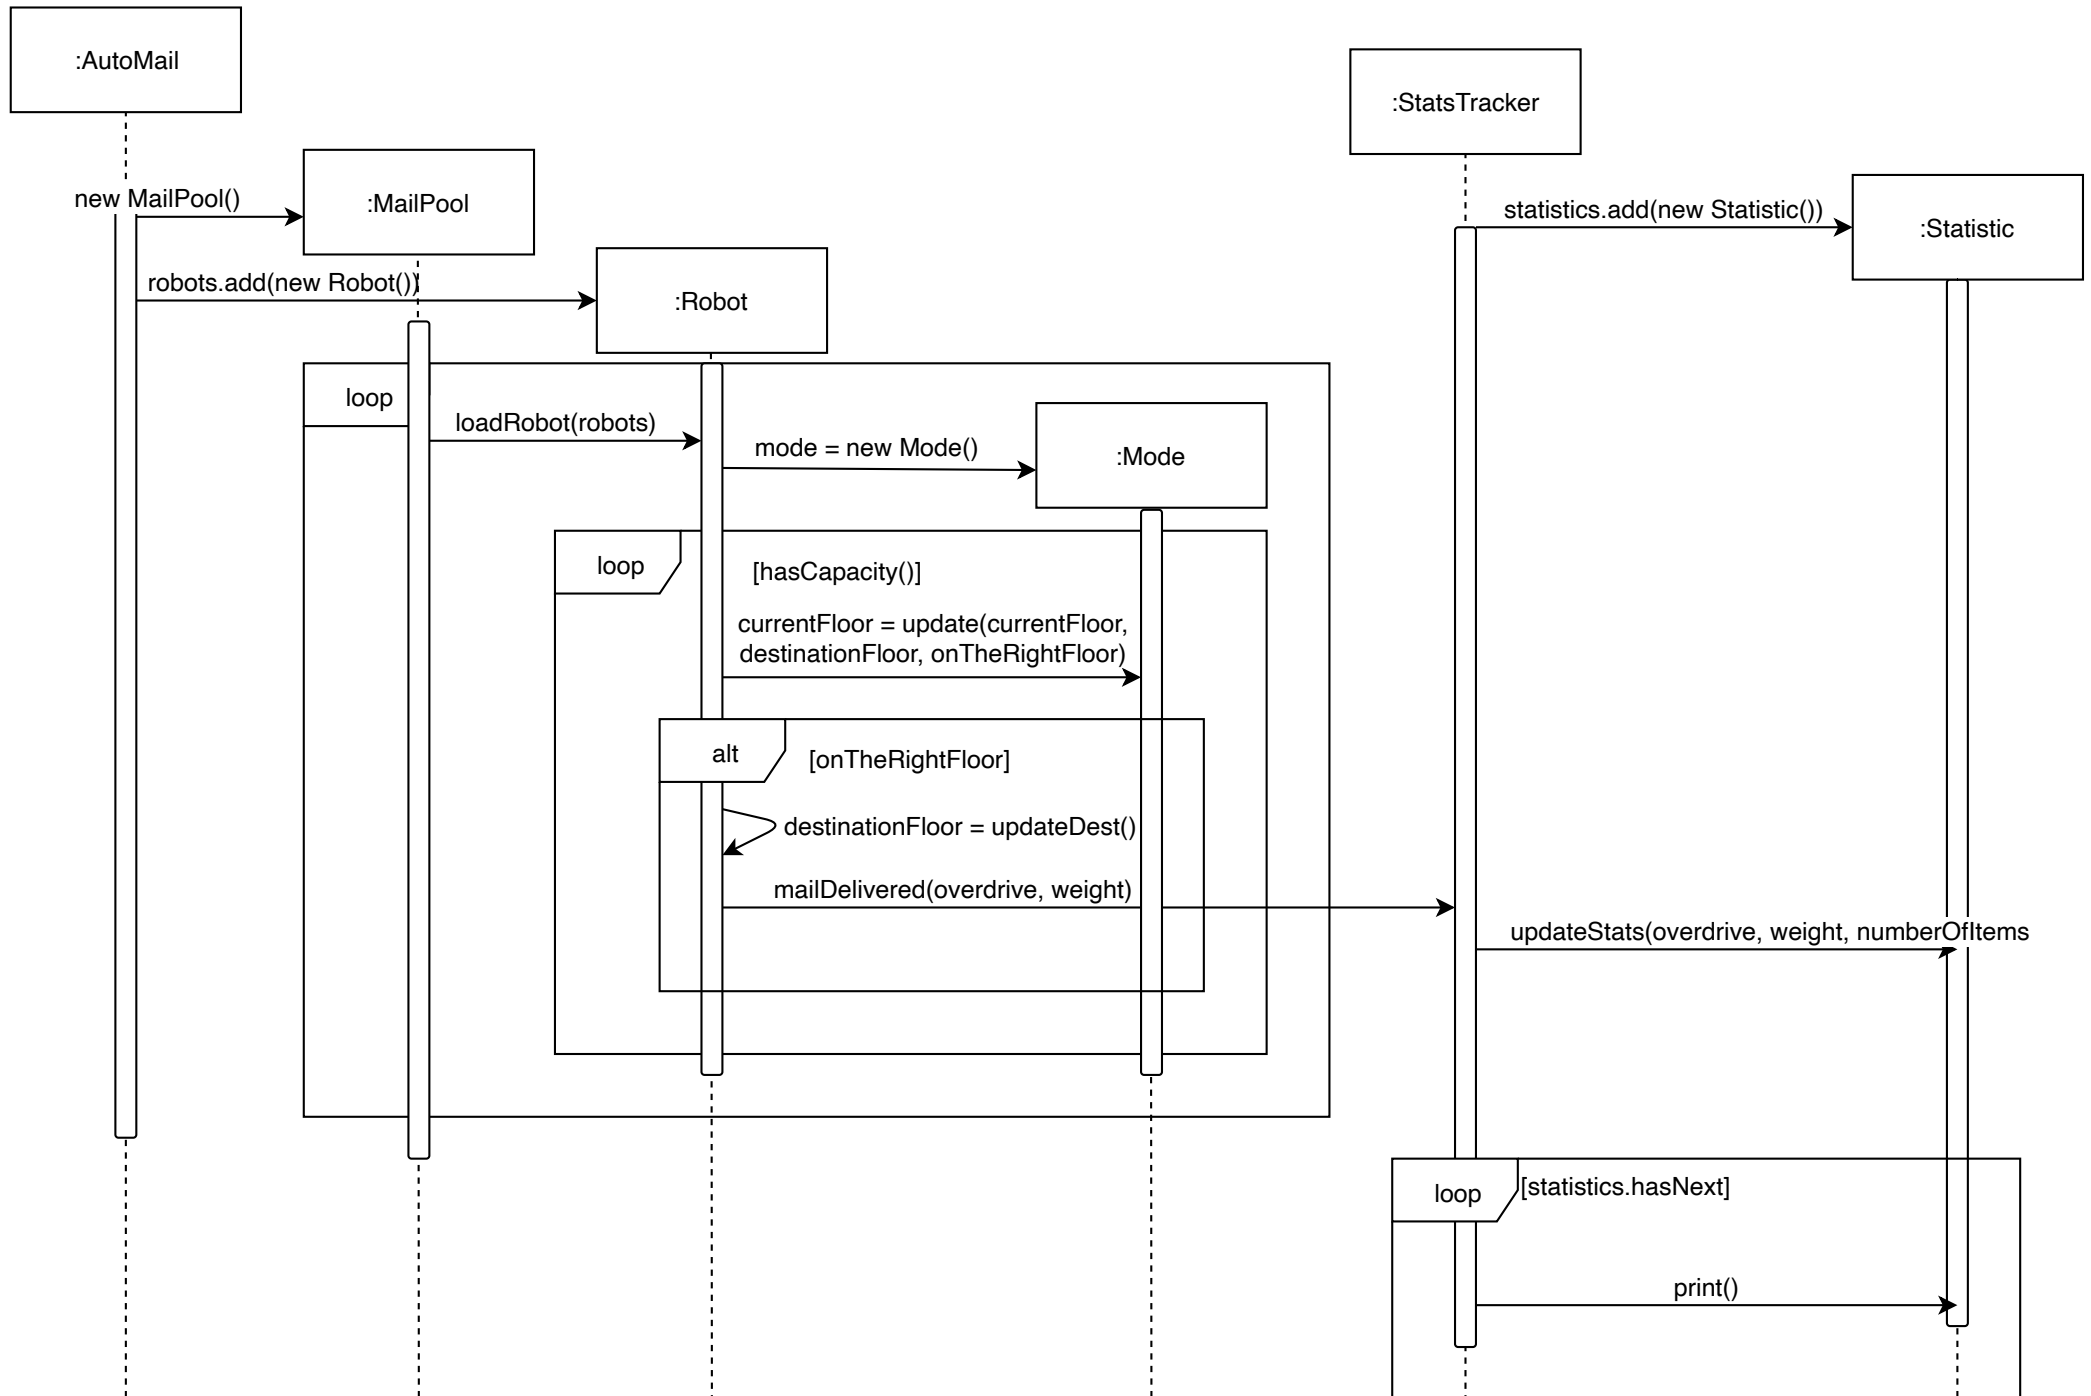 :AutoMail
:StatsTracker
:MailPool
new MailPool()
statistics.add(new Statistic())
:Statistic
robots.add(new Robot())
:Robot
loop
loadRobot(robots)
mode = new Mode()
:Mode
loop
[hasCapacity()]
currentFloor = update(currentFloor,
destinationFloor, onTheRightFloor)
alt
[onTheRightFloor]
destinationFloor = updateDest()
mailDelivered(overdrive, weight)
updateStats(overdrive, weight, numberOfItems
loop
[statistics.hasNext]
print()